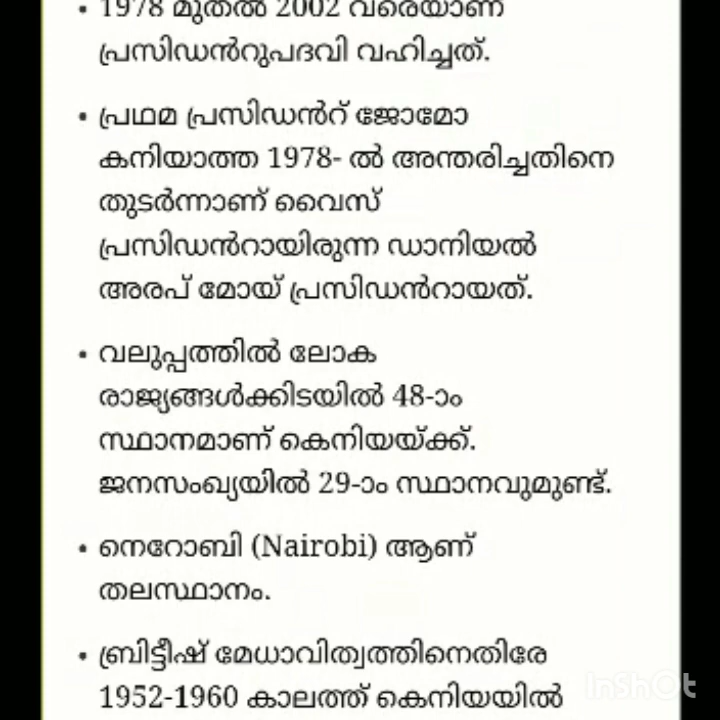 1978 മുതൽ 2002 വരെയാണ്
പ്രസിഡൻറുപദവി വഹിച്ചത്.
പ്രഥമ പ്രസിഡൻറ് ജോമോ
കനിയാത്ത 1978- ൽ അന്തരിച്ചതിനെ
തുടർന്നാണ് വൈസ്
പ്രസിഡൻറായിരുന്ന ഡാനിയൽ
അരപ് മോയ് പ്രസിഡൻറായത്.
വലുപ്പത്തിൽ ലോക
രാജ്യങ്ങൾക്കിടയിൽ 48-ാം
സ്ഥാനമാണ് കെനിയയ്ക്ക്.
ജനസംഖ്യയിൽ 29-ാം സ്ഥാനവുമുണ്ട്.
നെറോബി (Nairobi) ആണ്
തലസ്ഥാനം.
ബ്രിട്ടീഷ് മേധാവിത്വത്തിനെതിരേ
1952-1960 കാലത്ത് കെനിയയിൽ
InShOt